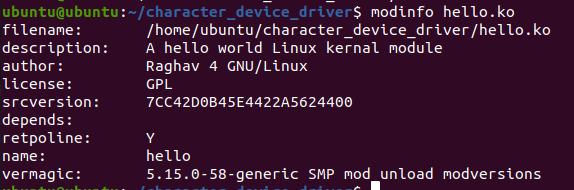 ubuntu@ubuntu:~/character_device_driver$ modinfo hello.ko
filename:       /home/ubuntu/character_device_driver/hello.ko
description:    A hello world Linux kernal module
author:         Raghav 4 GNU/Linux
license:        GPL
srcversion:     7CC42D0B45E4422A5624400
depends:
retpoline:      Y
name:           hello
vermagic:       5.15.0-58-generic SMP mod_unload modversions
ubuntu@ubuntu:~/character_device_driver$